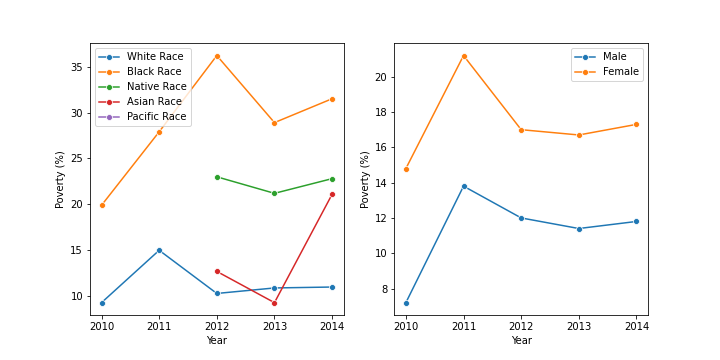 White Race
Black Race
Native Race
Asian Race
Pacific Race
35
30
25
20
15
10
Poverty (%)
2010 2011 2012 2013 2014
Year
Male
Female
20
18
16
14
12
10
8
Poverty (%)
2010 2011 2012 2013 2014
Year